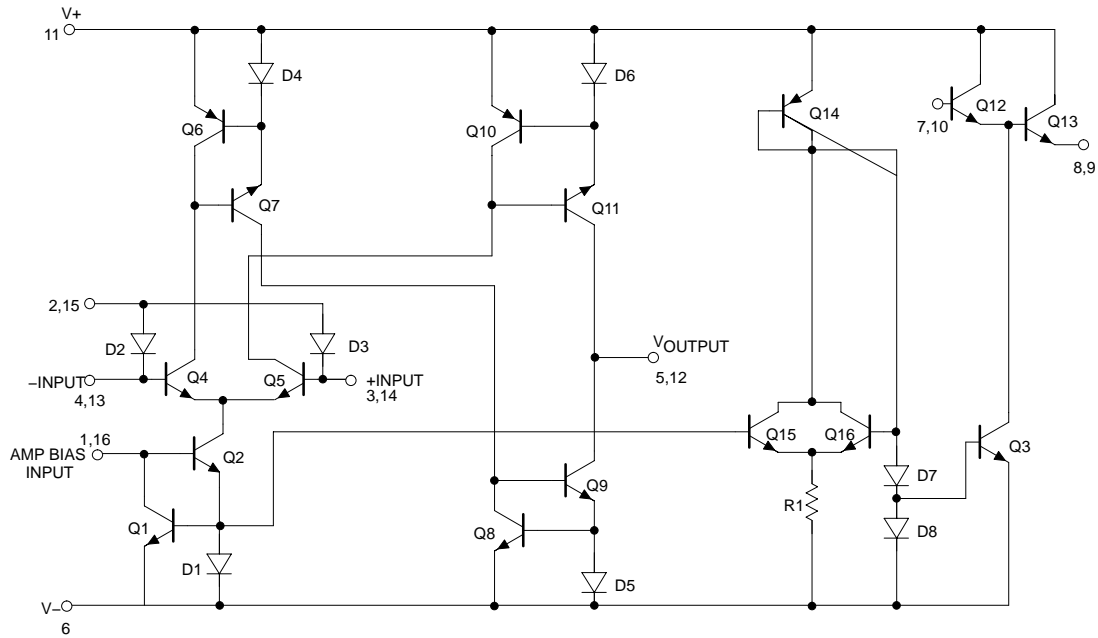 V+
11
D4
D6
Q6
Q10
Q14
Q12
7,10
Q13
8,9
Q7
Q11
2,15
D2
D3
VOUTPUT
5,12
–INPUT
4,13
Q4
Q5
+INPUT
3,14
1,16
AMP BIAS
INPUT
Q2
Q15
Q16
Q3
D7
Q9
R1
Q1
Q8
D8
D1
D5
V–
6